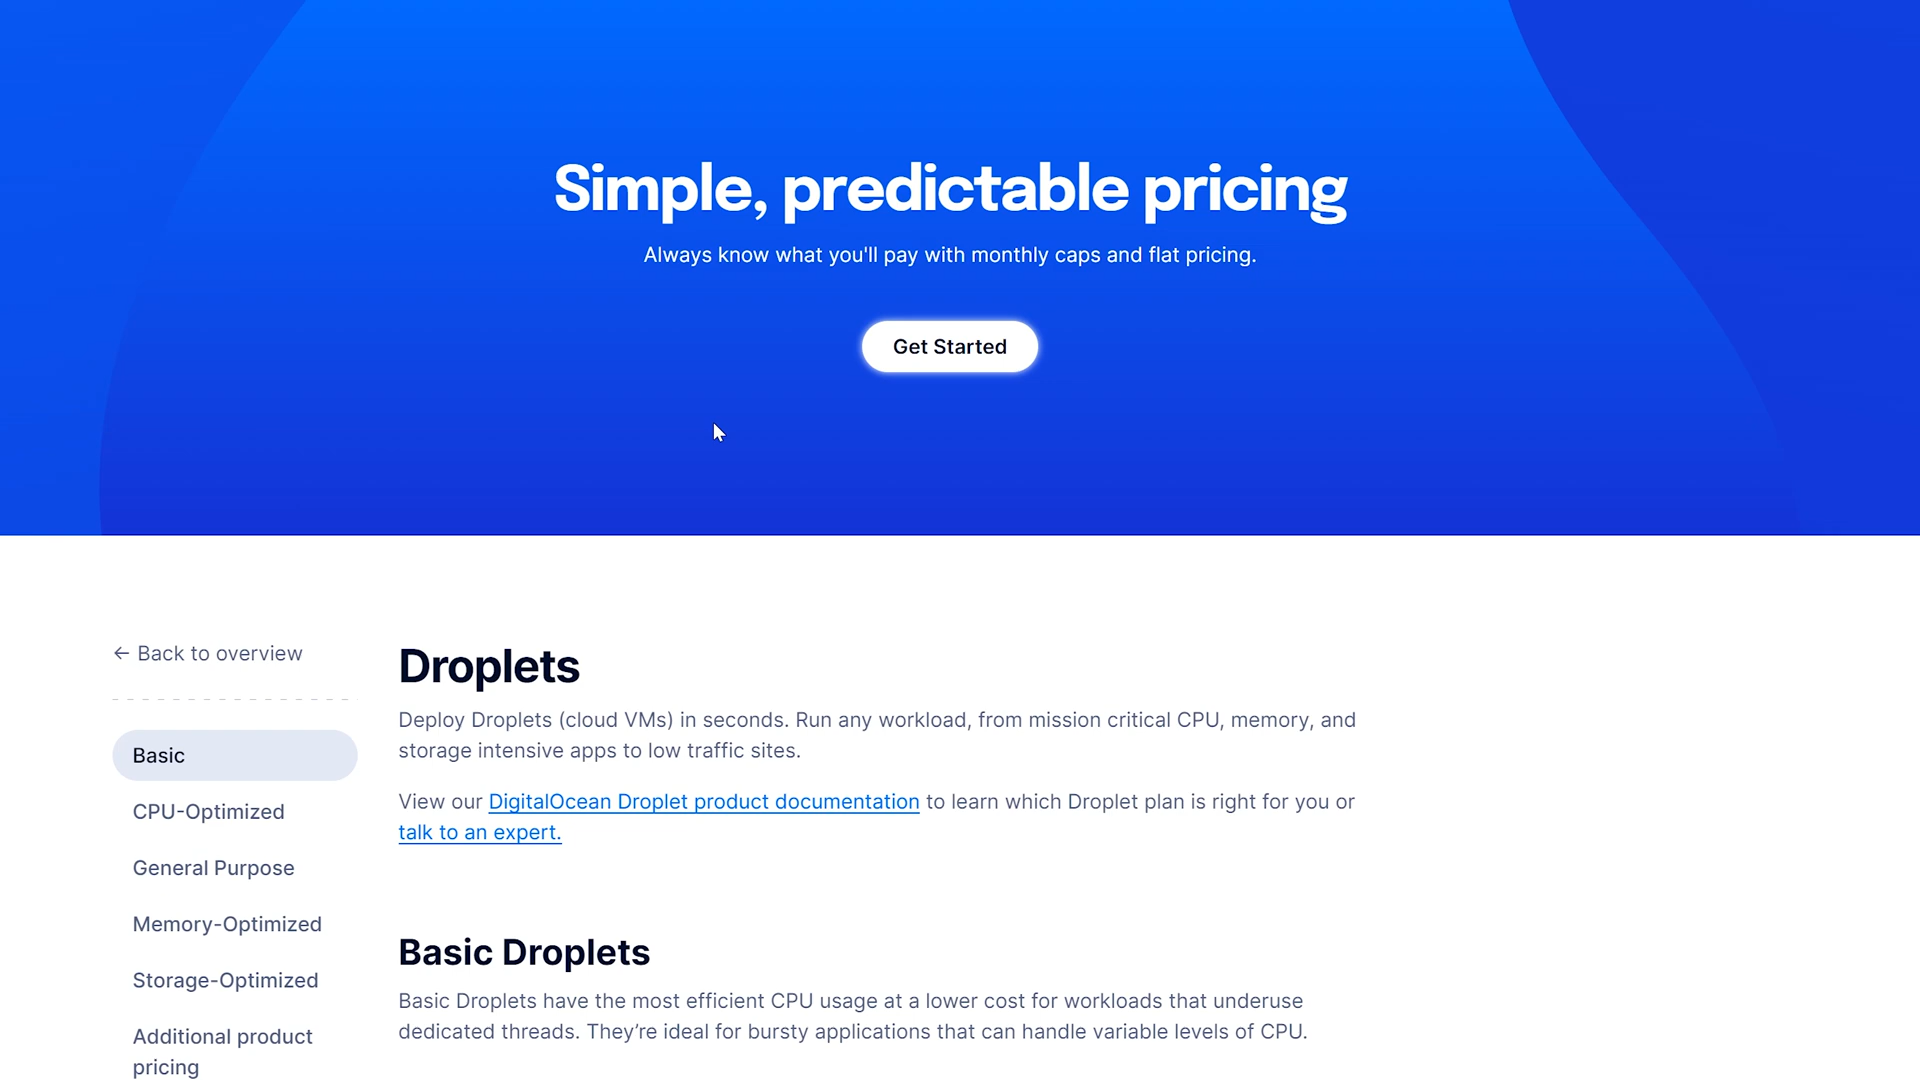 Simple, predictable pricing
Always know what you'll pay with monthly caps and flat pricing.
Get Started
← Back to overview
Basic
CPU-Optimized
General Purpose
Memory-Optimized
Storage-Optimized
Additional product
pricing
Droplets
Deploy Droplets (cloud VMs) in seconds. Run any workload, from mission critical CPU, memory, and
storage intensive apps to low traffic sites.
View our DigitalOcean Droplet product documentation to learn which Droplet plan is right for you or
talk to an expert.
Basic Droplets
Basic Droplets have the most efficient CPU usage at a lower cost for workloads that underuse
dedicated threads. They’re ideal for bursty applications that can handle variable levels of CPU.